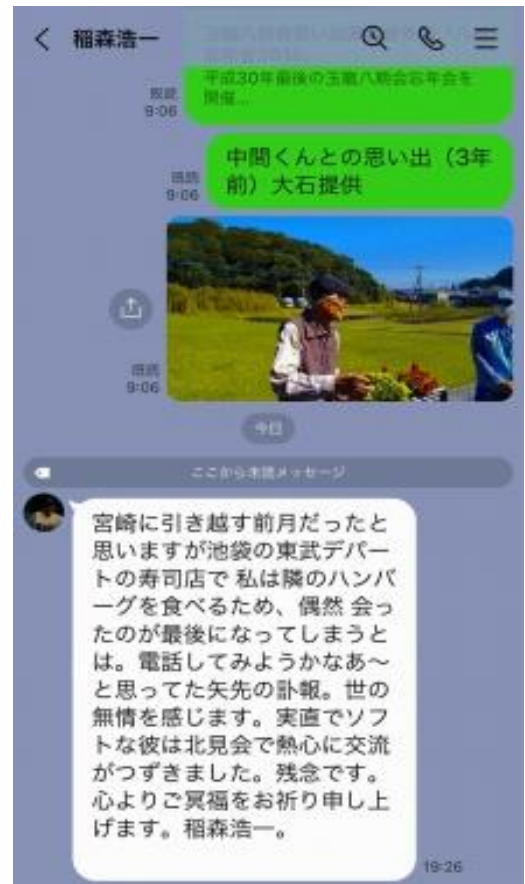 稲森浩一
平成30年最後の玉龍八期会忘年会を
開催...
既読
9:06
中間くんとの思い出（3年
前）大石提供
既読
9:06
既読
9:06
今日
ここから未読メッセージ
宮崎に引き越す前月だったと
思いますが池袋の東武デパー
トの寿司店で 私は隣のハンバ
ーグを食べるため、偶然 会っ
たのが最後になってしまうと
は。電話してみようかなあ〜
と思ってた矢先の訃報。世の
無情を感じます。実直でソフ
トな彼は北見会で熱心に交流
がつずきました。残念です。
心よりご冥福をお祈り申し上
げます。稲森浩一。
19:26